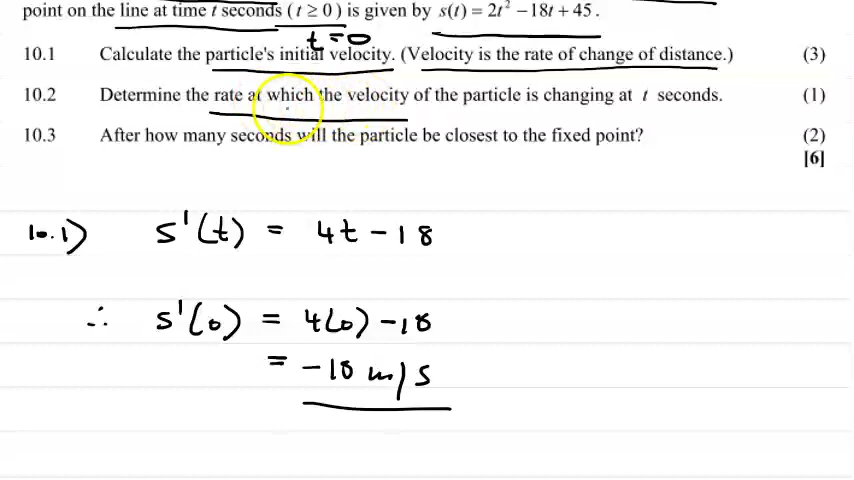 point on the line at time t seconds ( t ≥ 0 ) is given by s(t) = 2t² − 18t + 45 .
t = 0
10.1 Calculate the particle's initial velocity. (Velocity is the rate of change of distance.) (3)
10.2 Determine the rate at which the velocity of the particle is changing at t seconds. (1)
10.3 After how many seconds will the particle be closest to the fixed point? (2)
[6]
10.1) s'(t) = 4t − 18
∴ s'(0) = 4(0) − 18
= −18 m/s